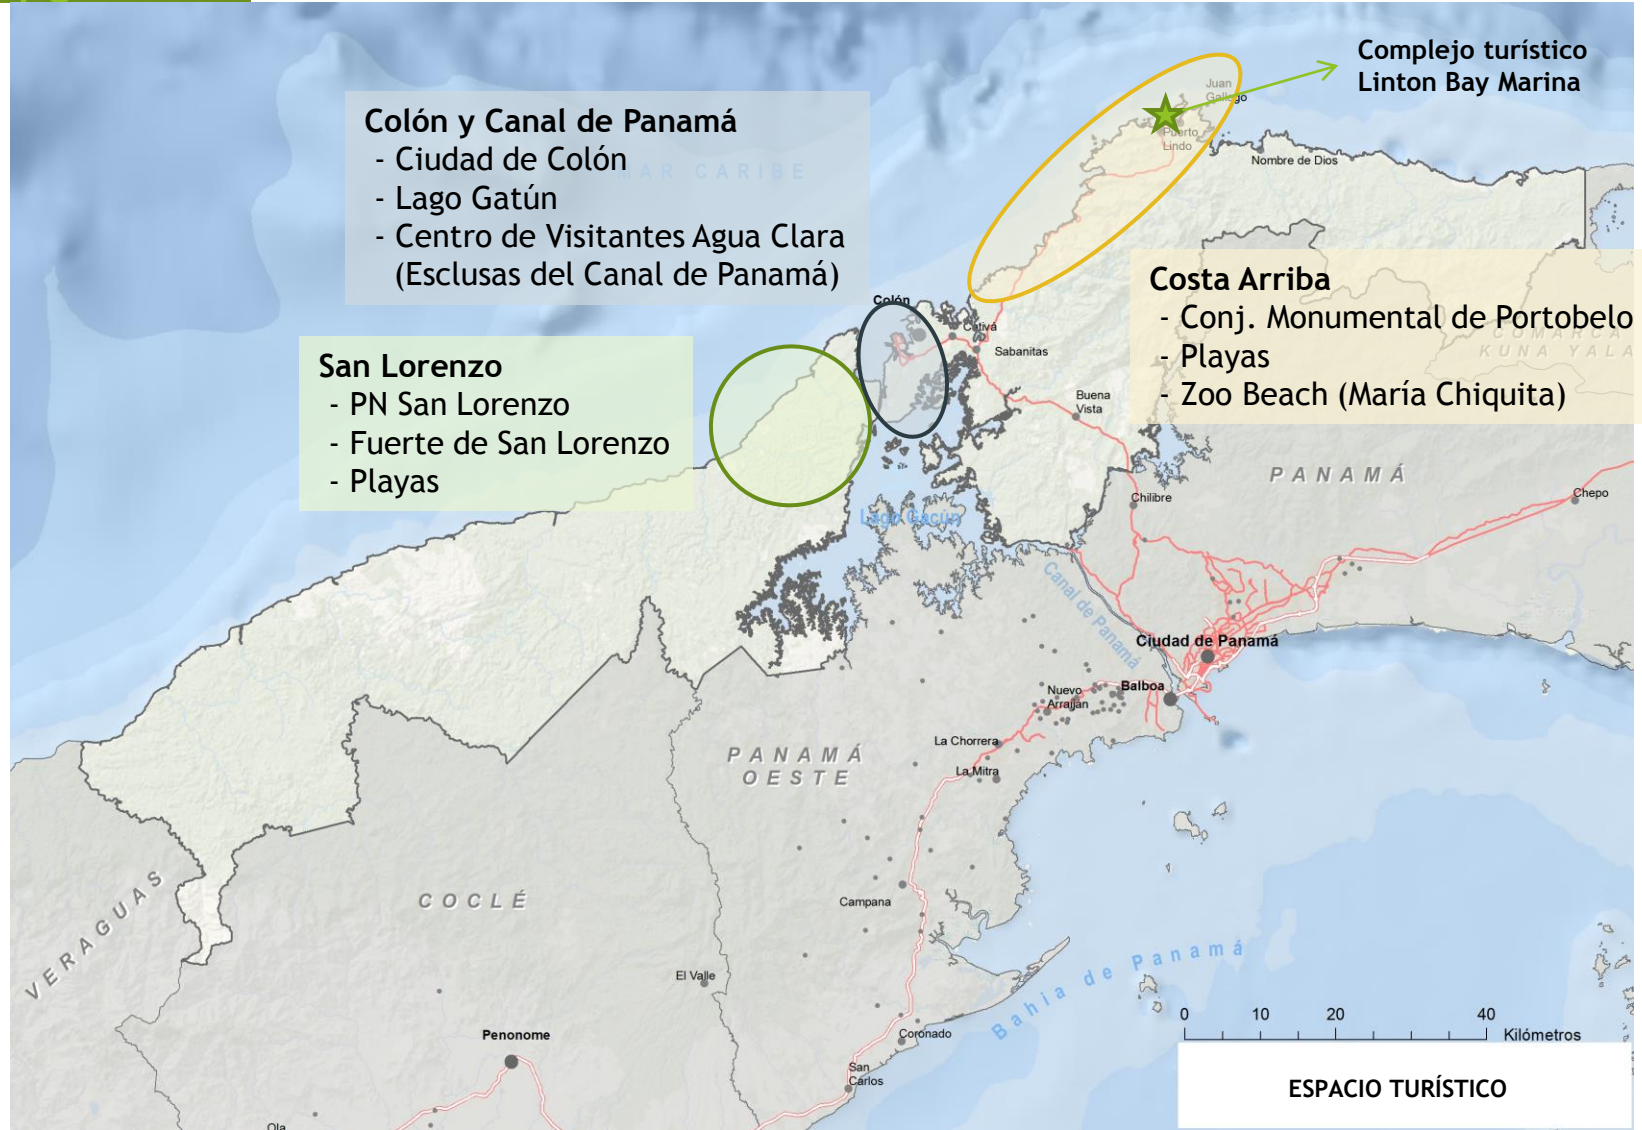 Complejo turístico
Linton Bay Marina
Juan
Gallego
Puerto
Lindo
Nombre de Dios
Colón y Canal de Panamá
- Ciudad de Colón
- Lago Gatún
- Centro de Visitantes Agua Clara
(Esclusas del Canal de Panamá)
MAR CARIBE
Costa Arriba
- Conj. Monumental de Portobelo
- Playas
- Zoo Beach (María Chiquita)
COMARCA
KUNA YALA
San Lorenzo
- PN San Lorenzo
- Fuerte de San Lorenzo
- Playas
Colón
Cativá
Sabanitas
Buena
Vista
PANAMÁ
Chilibre
Chepo
Lago Gatún
Canal de Panamá
Ciudad de Panamá
Balboa
Nuevo
Arraiján
La Chorrera
La Mitra
PANAMÁ
OESTE
VERAGUAS
COCLÉ
Campana
El Valle
Bahia de Panamá
Coronado
Penonome
San
Carlos
Ola
0 10 20 40
Kilómetros
ESPACIO TURÍSTICO